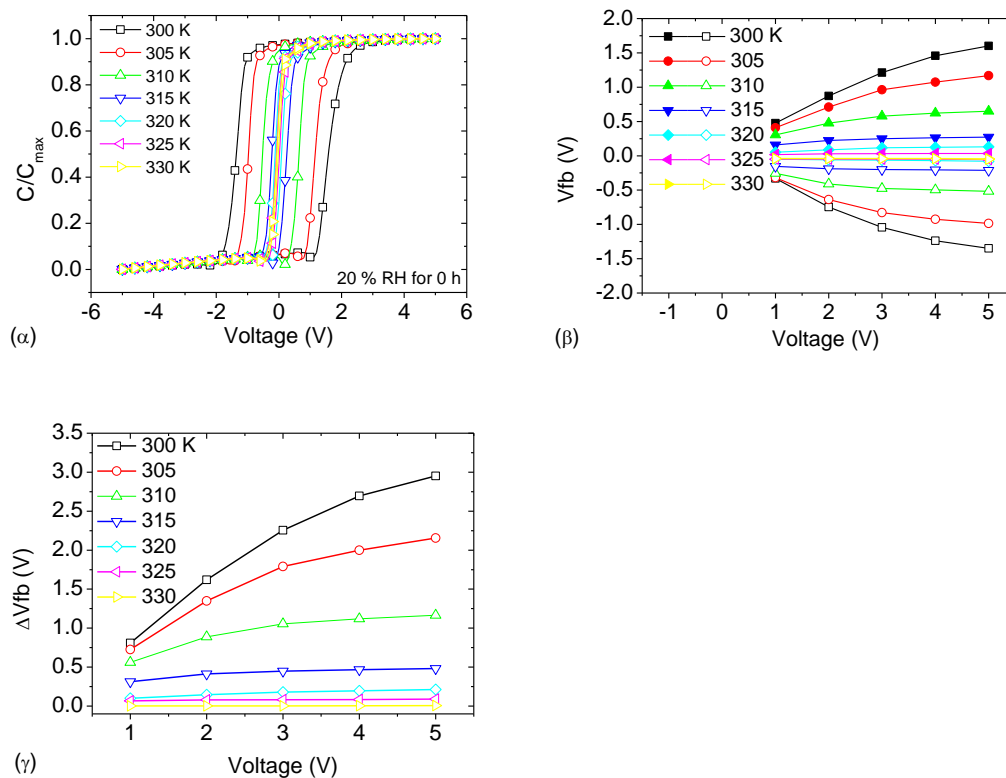 1.0
0.8
0.6
0.4
0.2
0.0
C/C_max
300 K
305 K
310 K
315 K
320 K
325 K
330 K
20 % RH for 0 h
-6 -4 -2 0 2 4 6
Voltage (V)
(α)
2.0
1.5
1.0
0.5
0.0
-0.5
-1.0
-1.5
-2.0
Vfb (V)
300 K
305
310
315
320
325
330
-1 0 1 2 3 4 5
Voltage (V)
(β)
3.5
3.0
2.5
2.0
1.5
1.0
0.5
0.0
ΔVfb (V)
300 K
305
310
315
320
325
330
1 2 3 4 5
Voltage (V)
(γ)